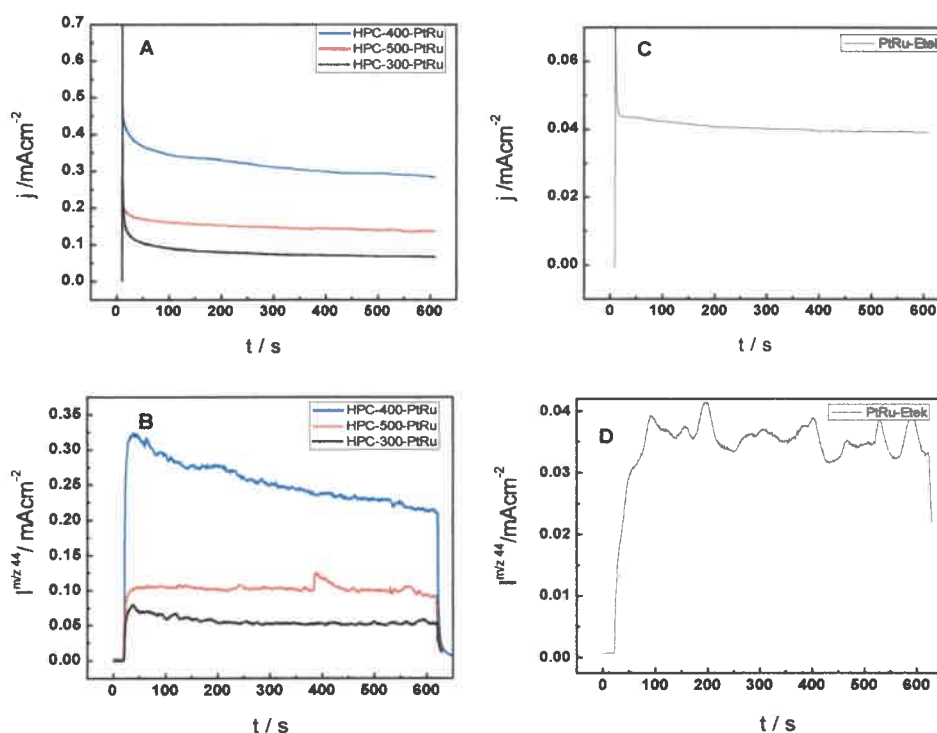 A
HPC-400-PtRu
HPC-500-PtRu
HPC-300-PtRu
j /mAcm-2
0.7
0.6
0.5
0.4
0.3
0.2
0.1
0.0
0 100 200 300 400 500 600
t / s
C
PtRu-Etek
j /mAcm-2
0.06
0.04
0.02
0.00
0 100 200 300 400 500 600
t / s
B
HPC-400-PtRu
HPC-500-PtRu
HPC-300-PtRu
I m/z 44/ mAcm-2
0.35
0.30
0.25
0.20
0.15
0.10
0.05
0.00
0 100 200 300 400 500 600
t / s
D
PtRu-Etek
I m/z 44/mAcm-2
0.04
0.03
0.02
0.01
0.00
0 100 200 300 400 500 600
t / s